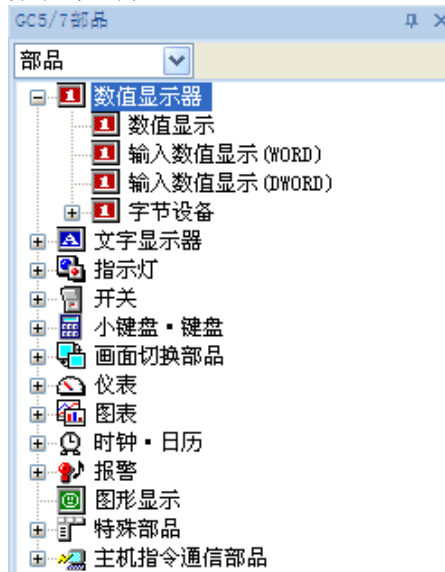 GC5/7部品
部品
数值显示器
数值显示
输入数值显示(WORD)
输入数值显示(DWORD)
字节设备
文字显示器
指示灯
开关
小键盘·键盘
画面切换部品
仪表
图表
时钟·日历
报警
图形显示
特殊部品
主机指令通信部品